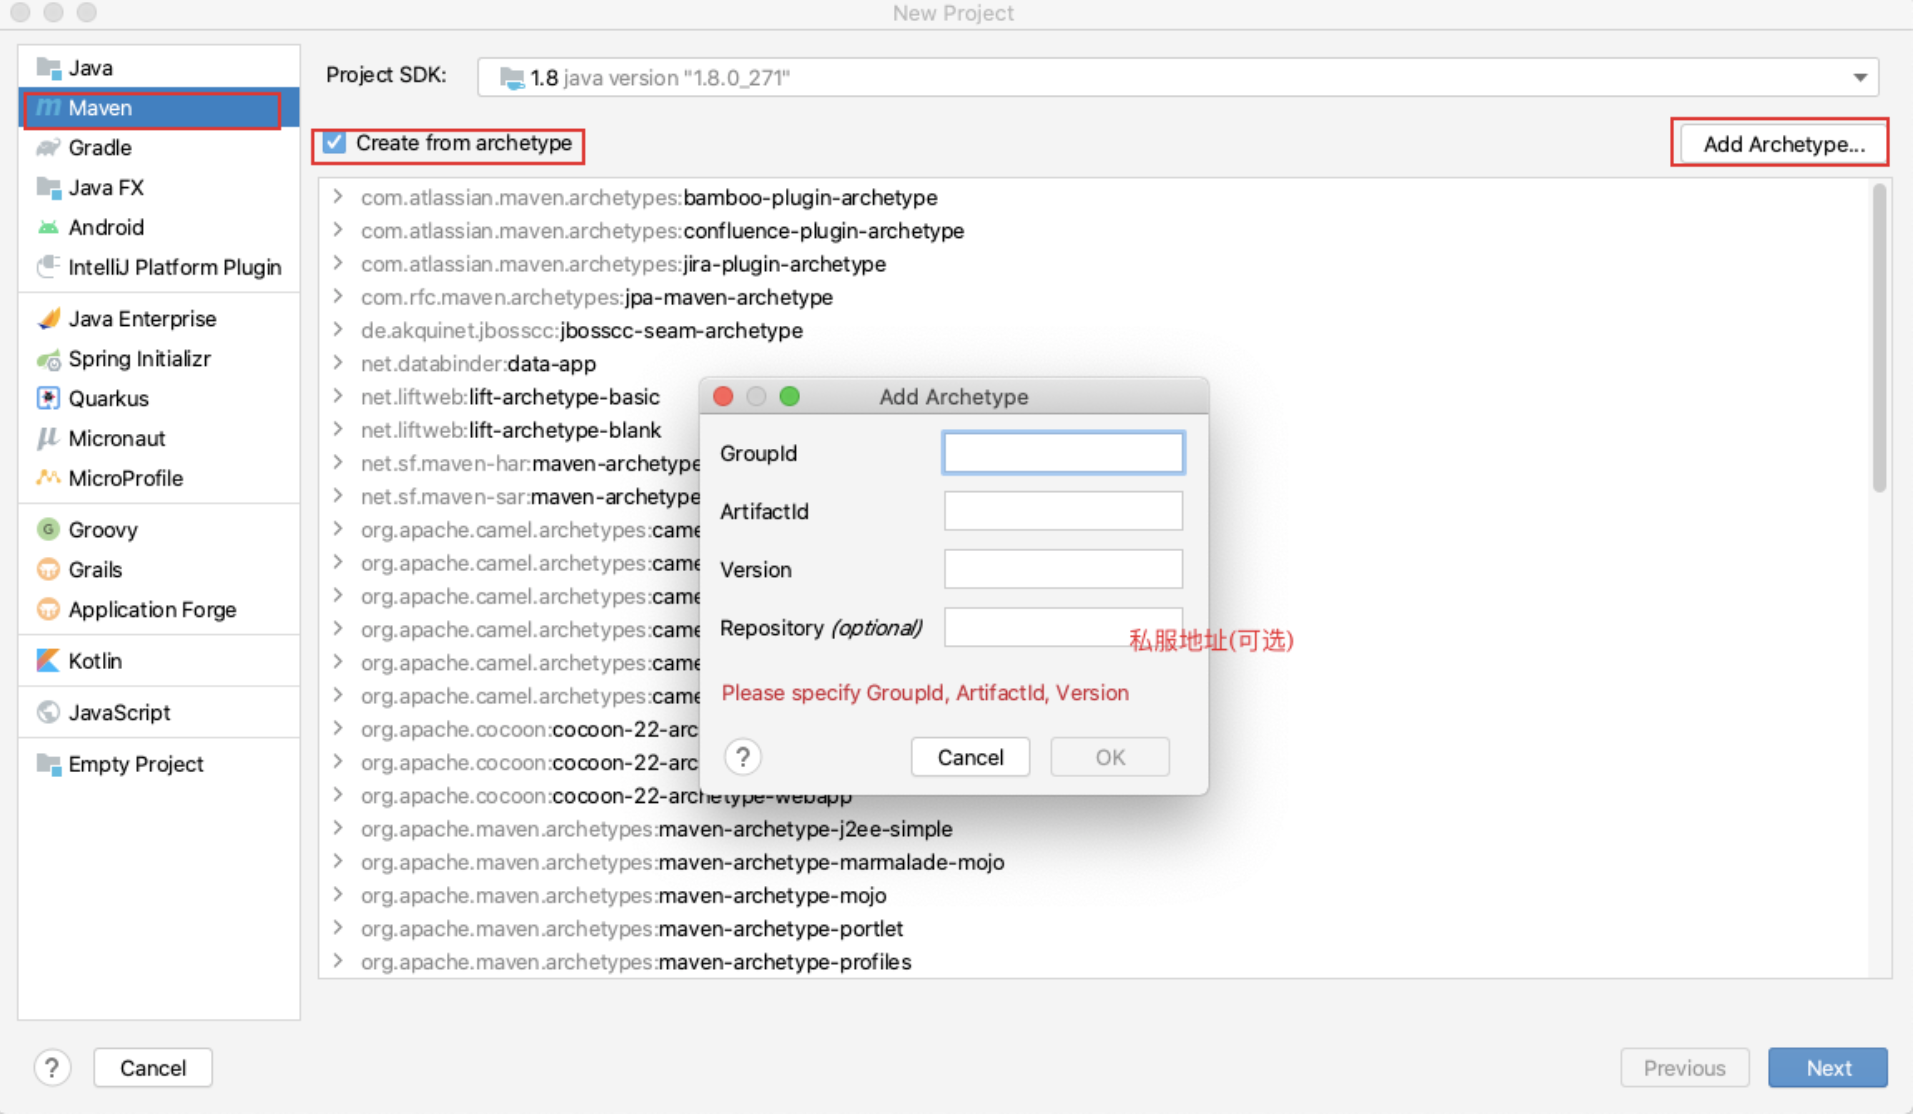 New Project
Java
Maven
Gradle
Java FX
Android
IntelliJ Platform Plugin
Java Enterprise
Spring Initializr
Quarkus
Micronaut
MicroProfile
Groovy
Grails
Application Forge
Kotlin
JavaScript
Empty Project
Project SDK:
1.8 java version "1.8.0_271"
Create from archetype
Add Archetype...
com.atlassian.maven.archetypes:bamboo-plugin-archetype
com.atlassian.maven.archetypes:confluence-plugin-archetype
com.atlassian.maven.archetypes:jira-plugin-archetype
com.rfc.maven.archetypes:jpa-maven-archetype
de.akquinet.jbosscc:jbosscc-seam-archetype
net.databinder:data-app
net.liftweb:lift-archetype-basic
net.liftweb:lift-archetype-blank
net.sf.maven-har:maven-archetype
net.sf.maven-sar:maven-archetype
org.apache.camel.archetypes:came
org.apache.camel.archetypes:came
org.apache.camel.archetypes:came
org.apache.camel.archetypes:came
org.apache.camel.archetypes:came
org.apache.camel.archetypes:came
org.apache.cocoon:cocoon-22-arc
org.apache.cocoon:cocoon-22-arc
org.apache.cocoon:cocoon-22-archetype-webapp
org.apache.maven.archetypes:maven-archetype-j2ee-simple
org.apache.maven.archetypes:maven-archetype-marmalade-mojo
org.apache.maven.archetypes:maven-archetype-mojo
org.apache.maven.archetypes:maven-archetype-portlet
org.apache.maven.archetypes:maven-archetype-profiles
Add Archetype
GroupId
ArtifactId
Version
Repository (optional)
私服地址(可选)
Please specify GroupId, ArtifactId, Version
?
Cancel
OK
?
Cancel
Previous
Next